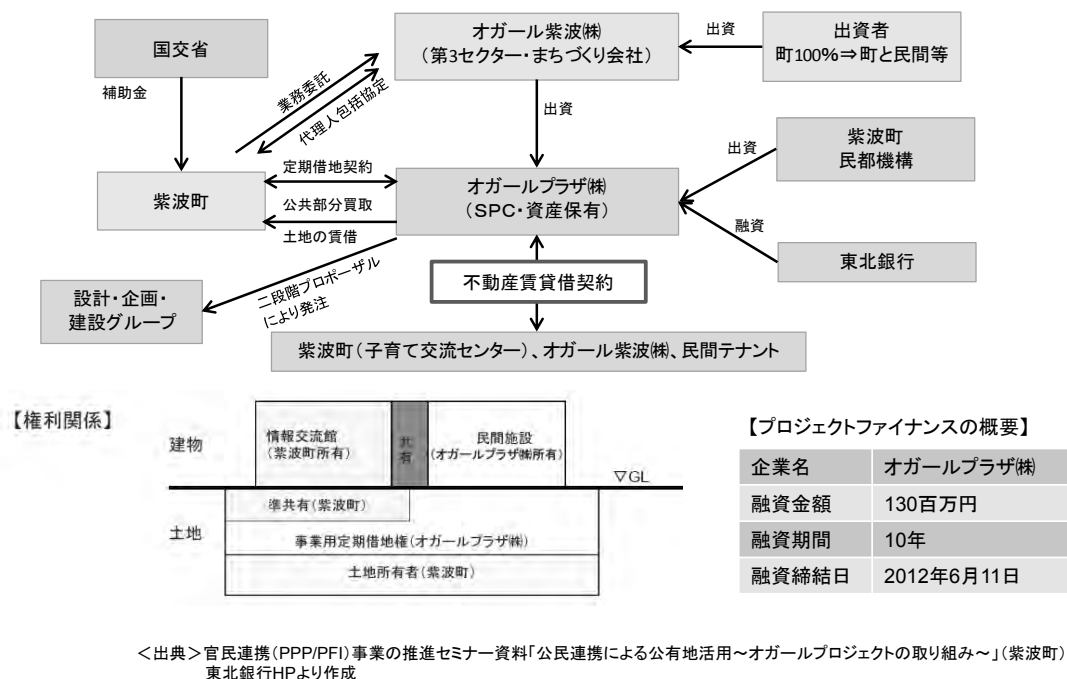 国交省
補助金
オガール紫波㈱
（第3セクター・まちづくり会社）
出資
出資者
町100%⇒町と民間等
業務委託
代理人包括協定
出資
紫波町
民都機構
出資
紫波町
定期借地契約
公共部分買取
土地の賃借
オガールプラザ㈱
（SPC・資産保有）
融資
東北銀行
二段階プロポーザル
により発注
設計・企画・
建設グループ
不動産賃貸借契約
紫波町（子育て交流センター）、オガール紫波㈱、民間テナント
【権利関係】
建物
情報交流館
（紫波町所有）
共有
民間施設
（オガールプラザ㈱所有）
▽GL
土地
準共有（紫波町）
事業用定期借地権（オガールプラザ㈱）
土地所有者（紫波町）
【プロジェクトファイナンスの概要】
企業名 オガールプラザ㈱
融資金額 130百万円
融資期間 10年
融資締結日 2012年6月11日
＜出典＞官民連携（PPP/PFI）事業の推進セミナー資料「公民連携による公有地活用～オガールプロジェクトの取り組み～」（紫波町）
東北銀行HPより作成